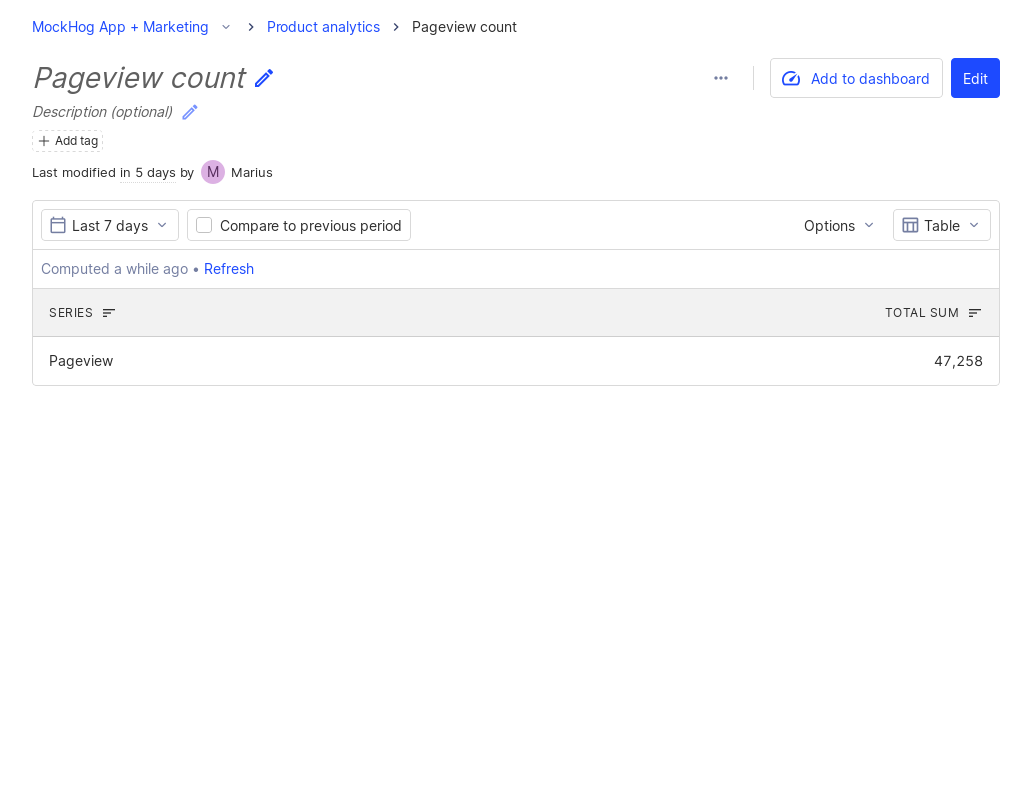 MockHog App + Marketing Product analytics Pageview count
Pageview count Add to dashboard Edit
Description (optional)
Add tag
Last modified in 5 days by M Marius
Last 7 days Compare to previous period Options Table
Computed a while ago • Refresh
SERIES TOTAL SUM
Pageview 47,258